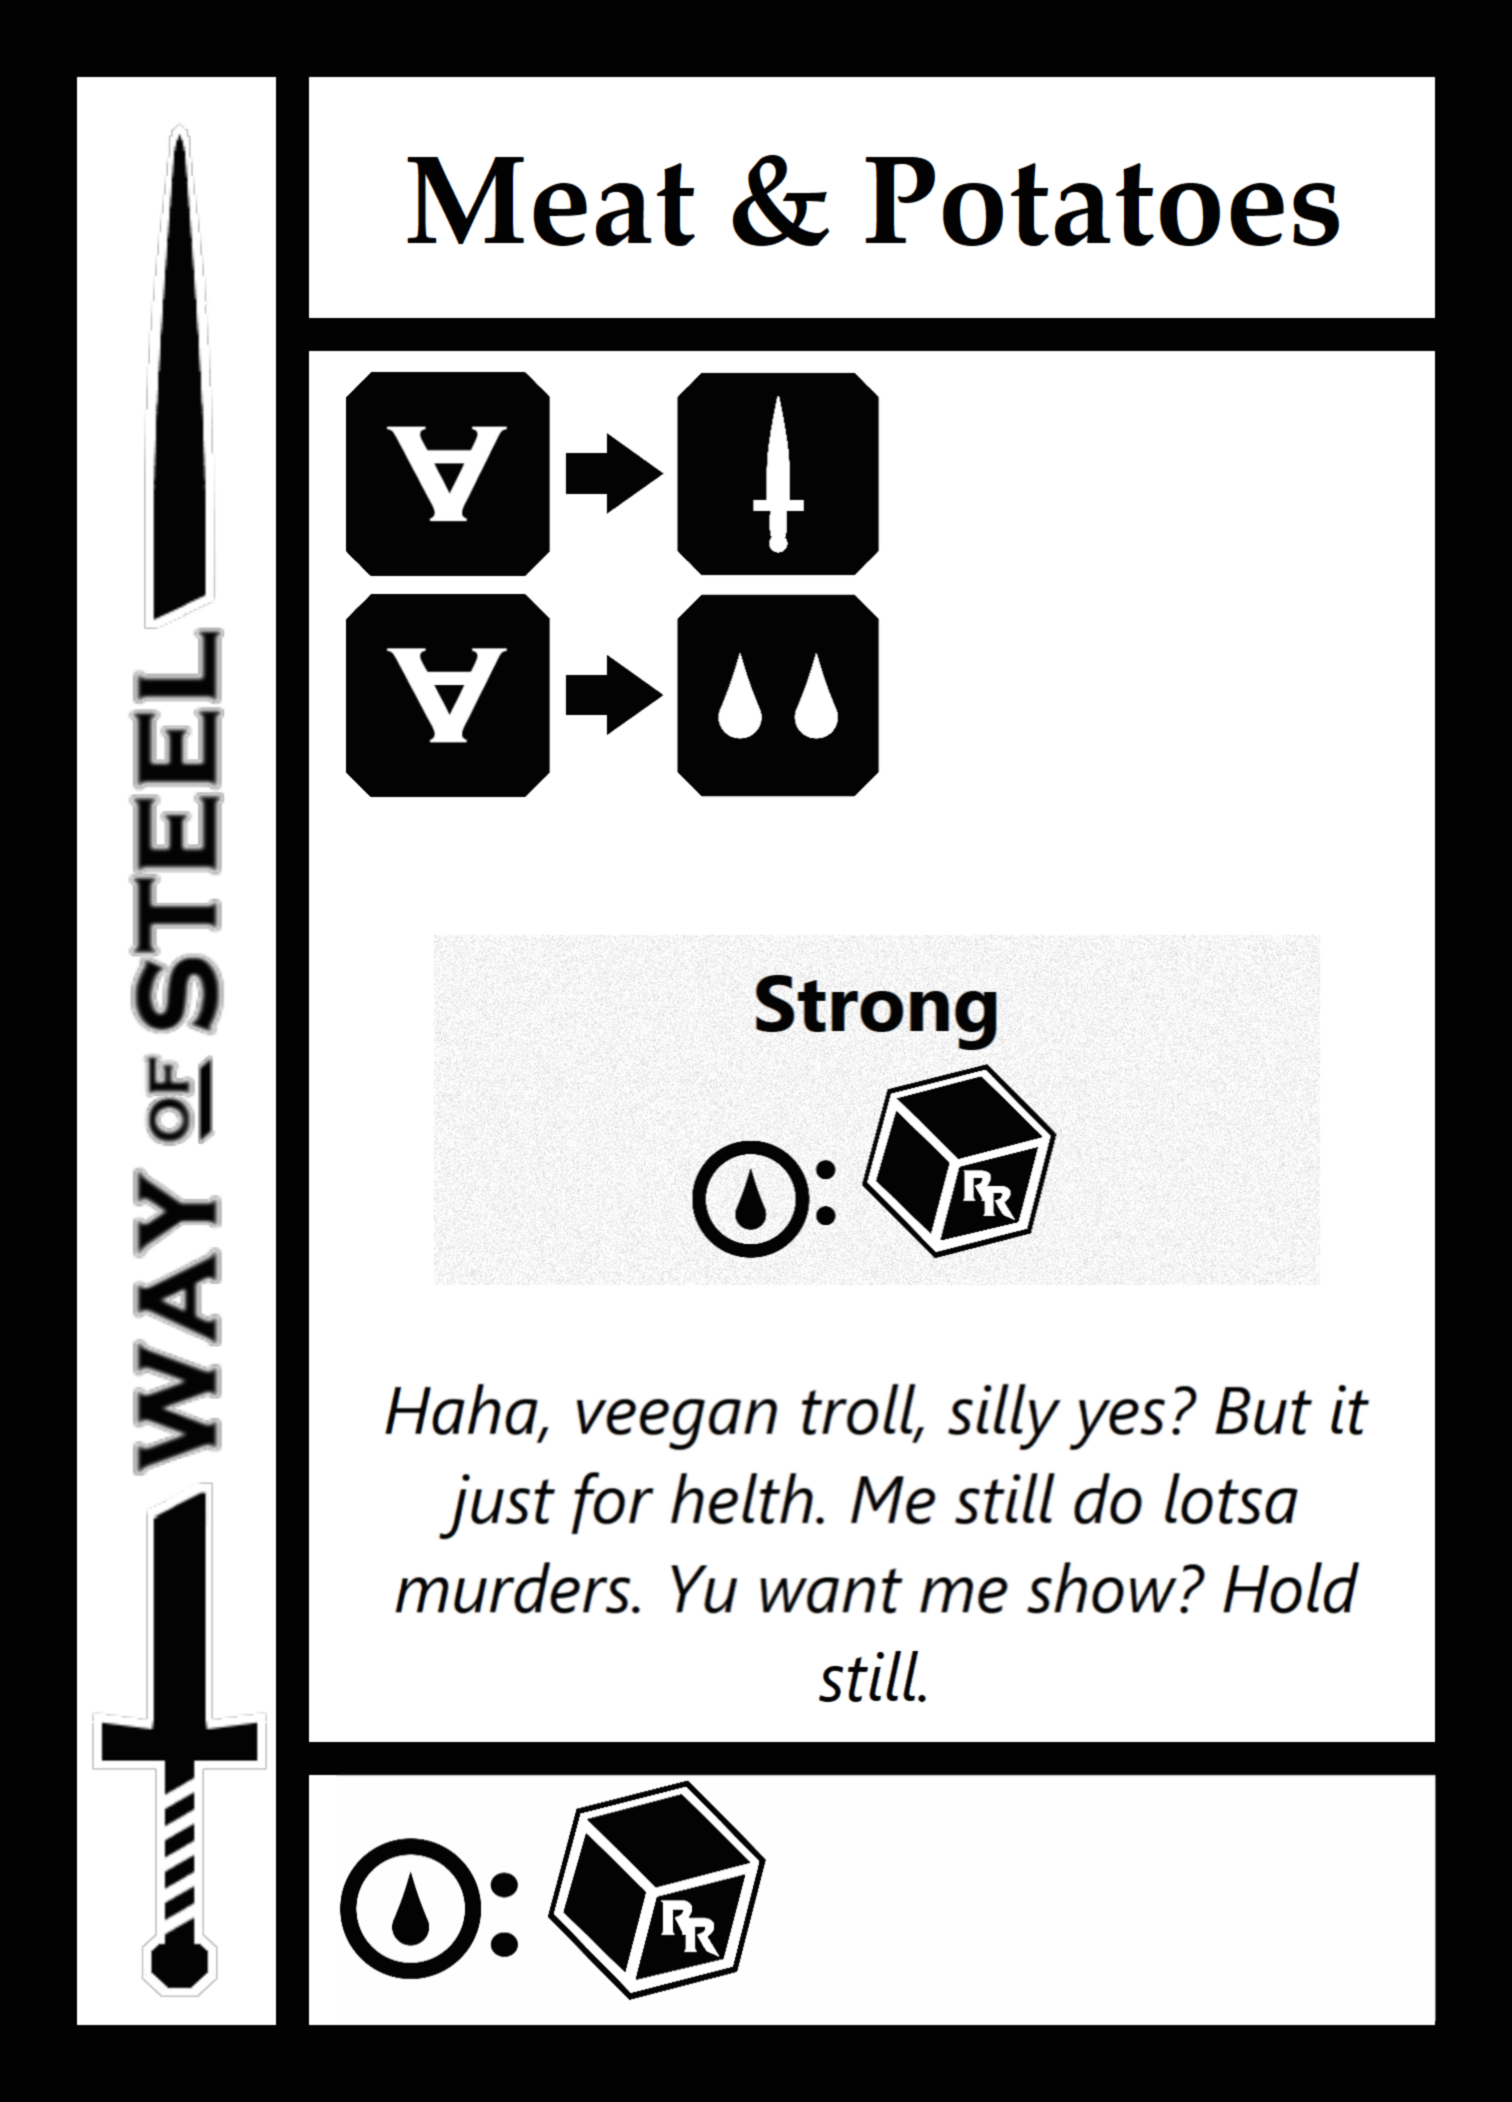 Meat & Potatoes
WAY OF STEEL
∀
∀
Strong
:
RR
Haha, veegan troll, silly yes? But it
just for helth. Me still do lotsa
murders. Yu want me show? Hold
still.
:
RR